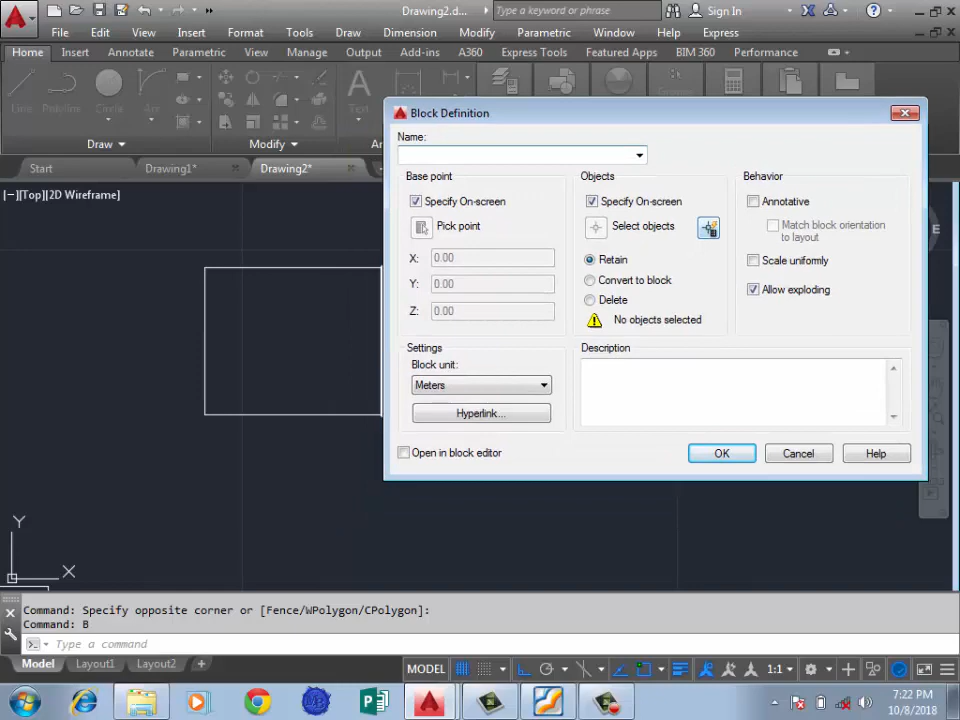 Drawing2.d...
Type a keyword or phrase
Sign In
File Edit View Insert Format Tools Draw Dimension Modify Parametric Window Help Express
Home Insert Annotate Parametric View Manage Output Add-ins A360 Express Tools Featured Apps BIM 360 Performance
Line Polyline Circle Arc
Text
Draw
Modify
Start
Drawing1*
Drawing2*
[−][Top][2D Wireframe]
Block Definition
Name:
Base point
Specify On-screen
Pick point
X: 0.00
Y: 0.00
Z: 0.00
Objects
Specify On-screen
Select objects
Retain
Convert to block
Delete
No objects selected
Behavior
Annotative
Match block orientation
to layout
Scale uniformly
Allow exploding
Settings
Block unit:
Meters
Hyperlink...
Description
Open in block editor
OK
Cancel
Help
E
Y
X
Command: Specify opposite corner or [Fence/WPolygon/CPolygon]:
Command: B
Type a command
Model Layout1 Layout2 +
MODEL
1:1
7:22 PM
10/8/2018